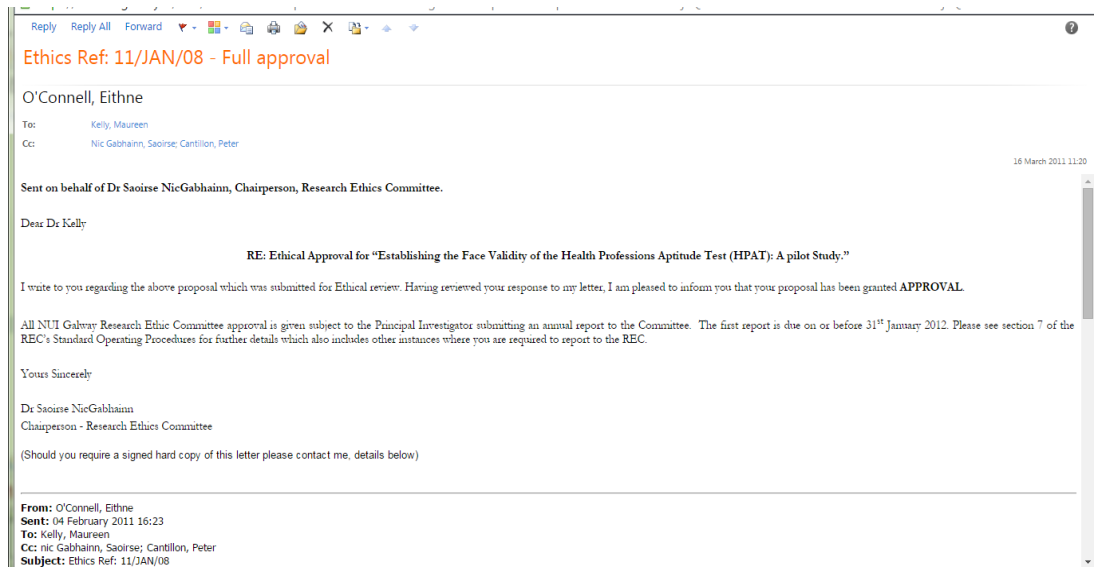 Reply Reply All Forward
Ethics Ref: 11/JAN/08 - Full approval
O'Connell, Eithne
To: Kelly, Maureen
Cc: Nic Gabhainn, Saoirse; Cantillon, Peter
16 March 2011 11:20
Sent on behalf of Dr Saoirse NicGabhainn, Chairperson, Research Ethics Committee.
Dear Dr Kelly
RE: Ethical Approval for “Establishing the Face Validity of the Health Professions Aptitude Test (HPAT): A pilot Study.”
I write to you regarding the above proposal which was submitted for Ethical review. Having reviewed your response to my letter, I am pleased to inform you that your proposal has been granted APPROVAL.
All NUI Galway Research Ethic Committee approval is given subject to the Principal Investigator submitting an annual report to the Committee. The first report is due on or before 31st January 2012. Please see section 7 of the
REC's Standard Operating Procedures for further details which also includes other instances where you are required to report to the REC.
Yours Sincerely
Dr Saoirse NicGabhainn
Chairperson - Research Ethics Committee
(Should you require a signed hard copy of this letter please contact me, details below)
From: O'Connell, Eithne
Sent: 04 February 2011 16:23
To: Kelly, Maureen
Cc: nic Gabhainn, Saoirse; Cantillon, Peter
Subject: Ethics Ref: 11/JAN/08